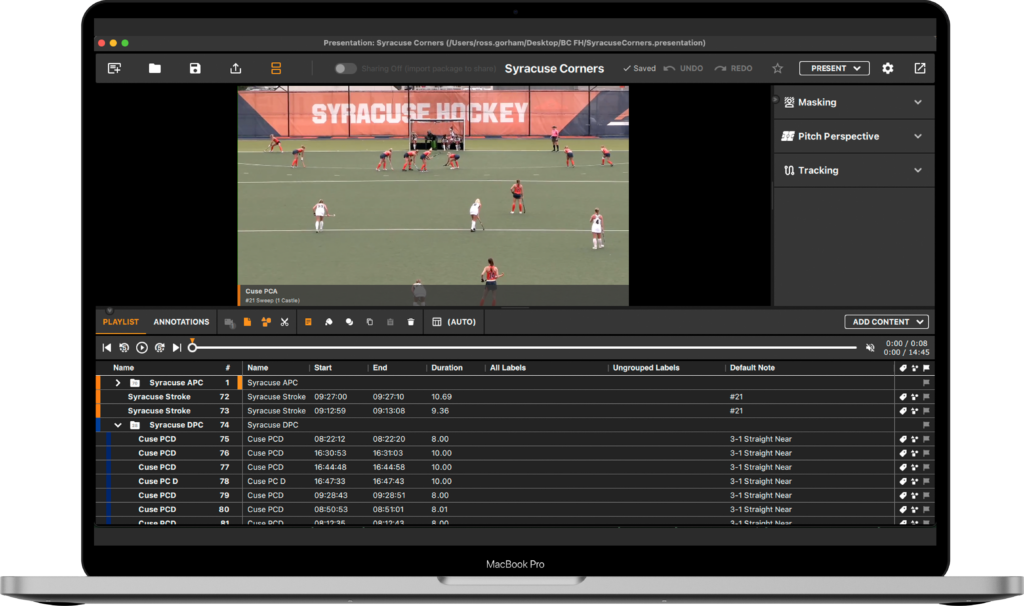 Presentation: Syracuse Corners (/Users/ross.gorham/Desktop/BC FH/SyracuseCorners.presentation)
Sharing Off (Import package to share) Syracuse Corners Saved UNDO REDO PRESENT
SYRACUSE HOCKEY
Masking
Pitch Perspective
Tracking
Cuse PCA
#21 Sweep (1 Castle)
PLAYLIST ANNOTATIONS (AUTO) ADD CONTENT
0:00 / 0:08
0:00 / 14:45
Name # Name Start End Duration All Labels Ungrouped Labels Default Note
Syracuse APC 1 Syracuse APC
Syracuse Stroke 72 Syracuse Stroke 09:27:00 09:27:10 10.69 #21
Syracuse Stroke 73 Syracuse Stroke 09:12:59 09:13:08 9.36 #21
Syracuse DPC 74 Syracuse DPC
Cuse PCD 75 Cuse PCD 08:22:12 08:22:20 8.00 3-1 Straight Near
Cuse PCD 76 Cuse PCD 16:30:53 16:31:03 10.00 3-1 Straight Near
Cuse PCD 77 Cuse PCD 16:44:48 16:44:58 10.00 3-1 Straight Near
Cuse PC D 78 Cuse PC D 16:47:33 16:47:43 10.00 3-1 Straight Near
Cuse PCD 79 Cuse PCD 09:28:43 09:28:51 8.00 3-1 Straight Near
Cuse PCD 80 Cuse PCD 08:50:53 08:51:01 8.01 3-1 Straight Near
Cuse PCD 81 Cuse PCD 08:12:35 08:12:43 8.00 3-1 Straight Near
MacBook Pro